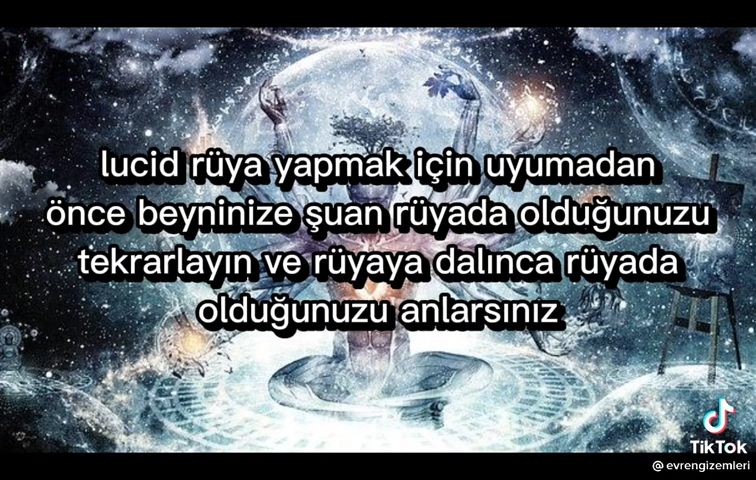 lucid rüya yapmak için uyumadan
önce beyninize şuan rüyada olduğunuzu
tekrarlayın ve rüyaya dalınca rüyada
olduğunuzu anlarsınız
TikTok
@ evrengizemleri